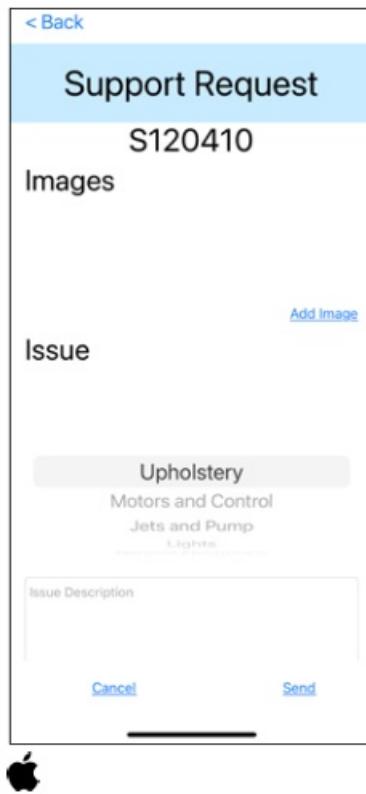 < Back
Support Request
S120410
Images
Add Image
Issue
Upholstery
Motors and Control
Jets and Pump
Lights
Issue Description
Cancel
Send